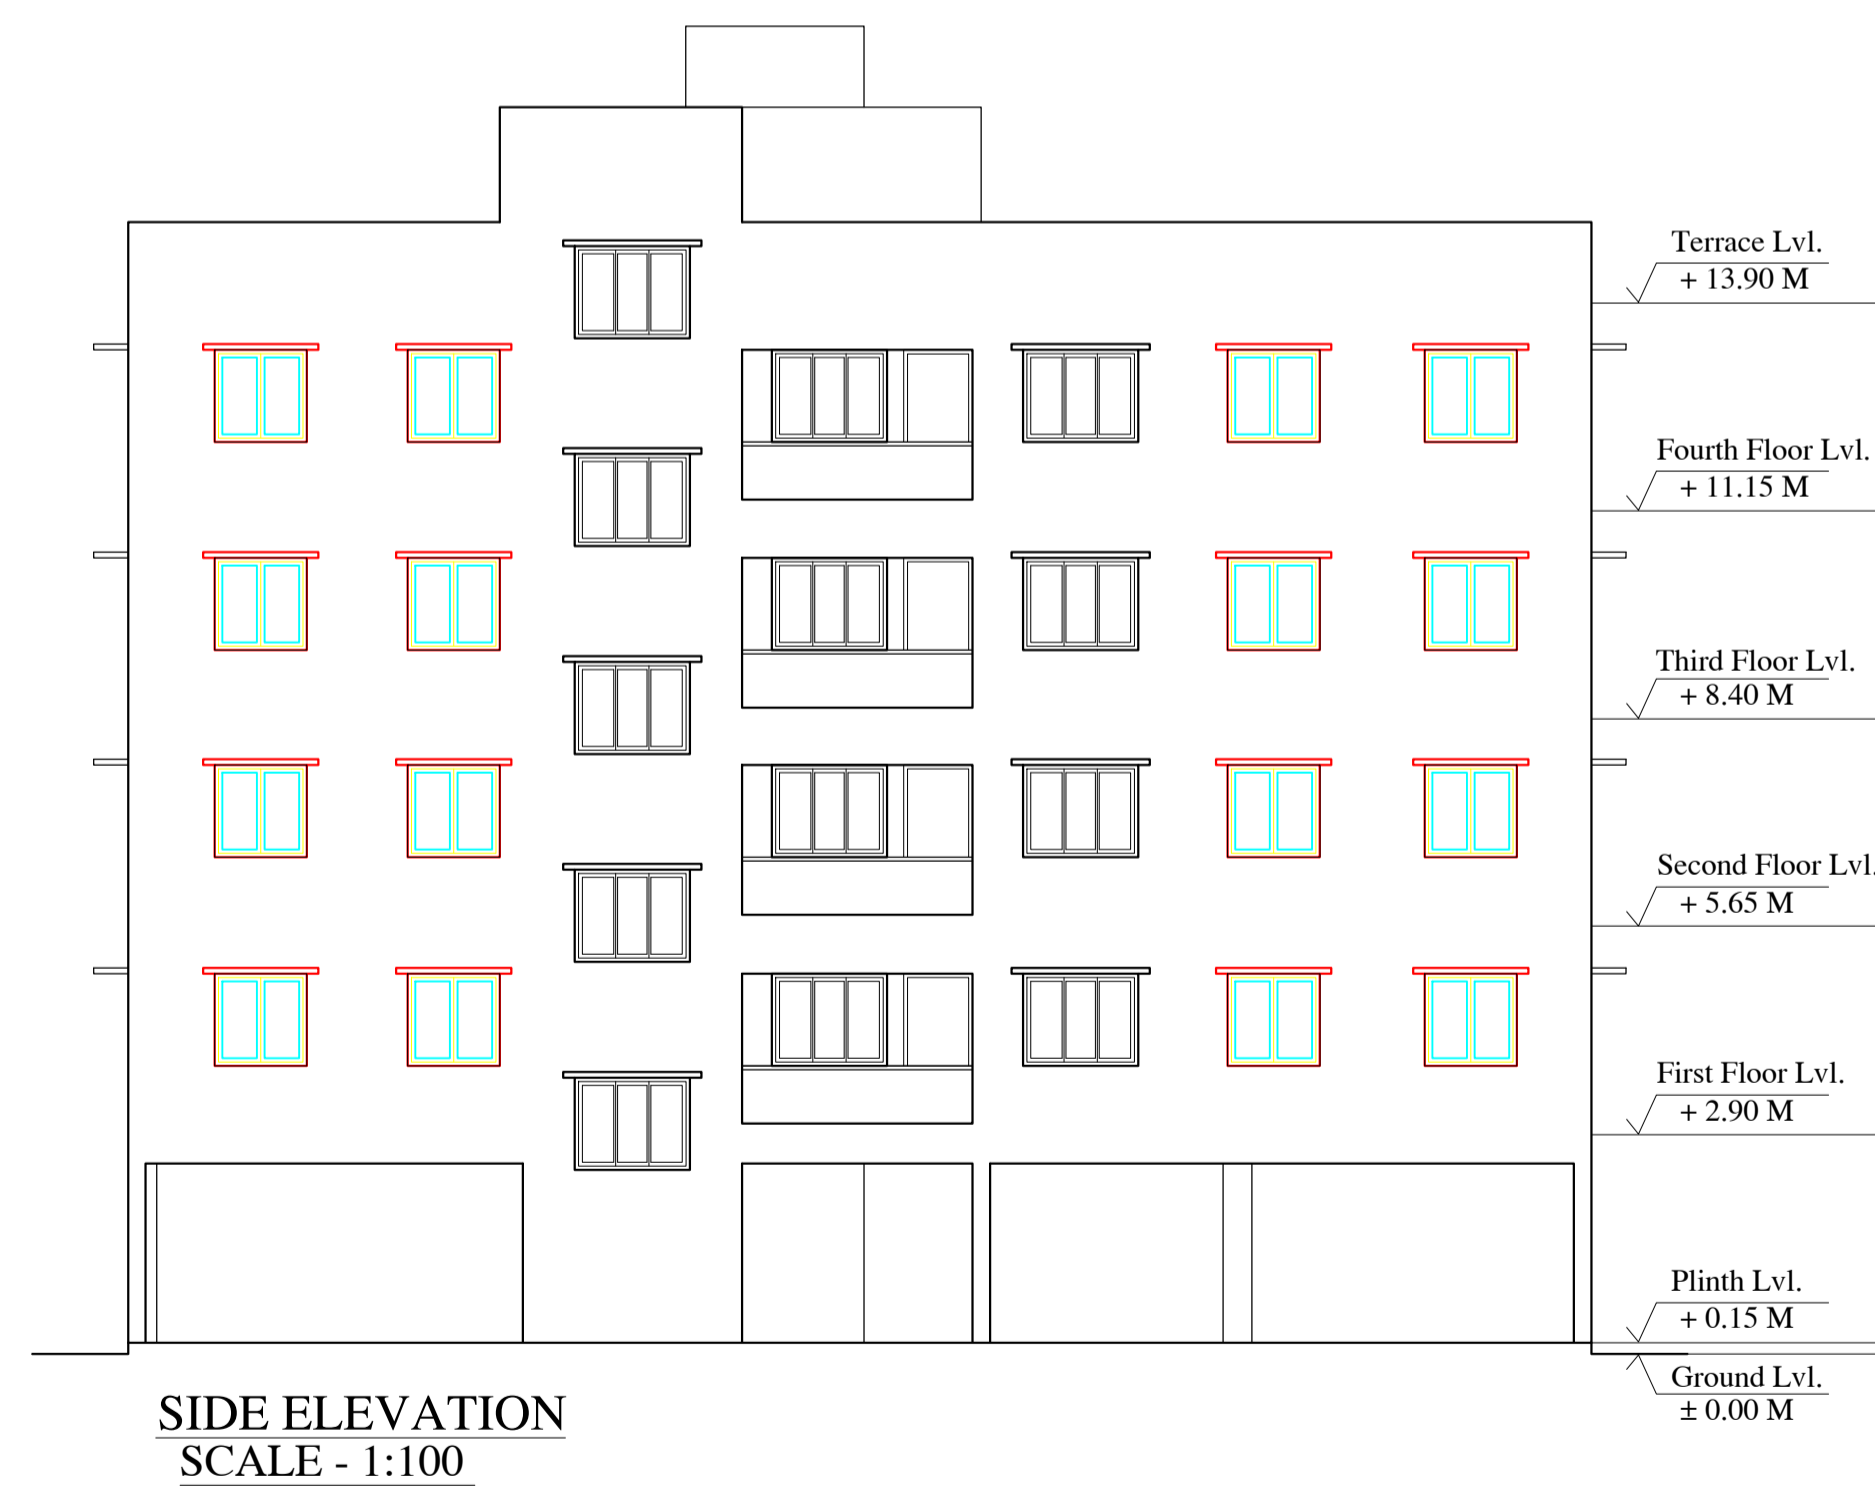 Terrace Lvl.
+ 13.90 M
Fourth Floor Lvl.
+ 11.15 M
Third Floor Lvl.
+ 8.40 M
Second Floor Lvl.
+ 5.65 M
First Floor Lvl.
+ 2.90 M
Plinth Lvl.
+ 0.15 M
Ground Lvl.
± 0.00 M
SIDE ELEVATION
SCALE - 1:100